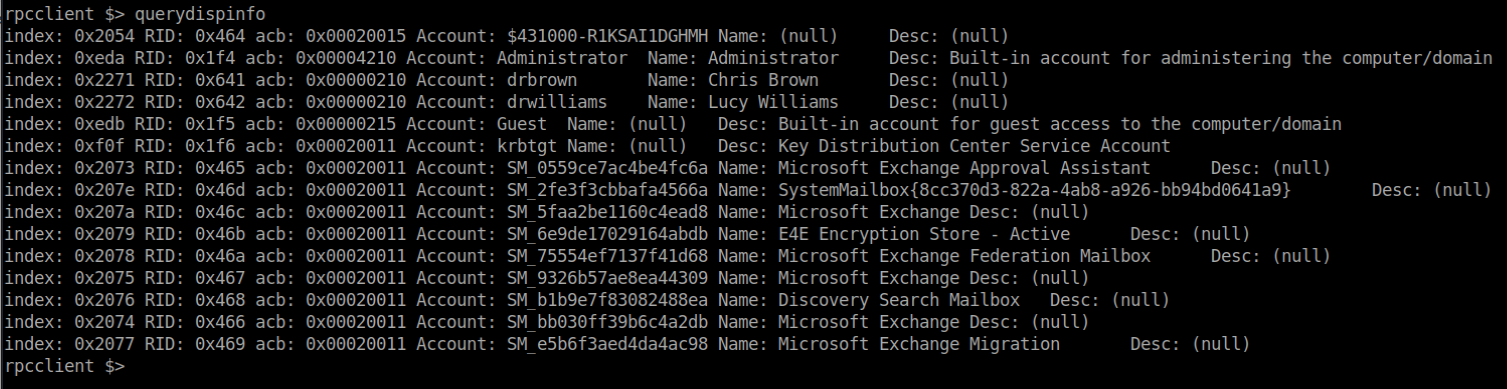 rpcclient $> querydispinfo
index: 0x2054 RID: 0x464 acb: 0x00020015 Account: $431000-R1KSAI1DGHMH Name: (null) Desc: (null)
index: 0xeda RID: 0x1f4 acb: 0x00004210 Account: Administrator Name: Administrator Desc: Built-in account for administering the computer/domain
index: 0x2271 RID: 0x641 acb: 0x00000210 Account: drbrown Name: Chris Brown Desc: (null)
index: 0x2272 RID: 0x642 acb: 0x00000210 Account: drwilliams Name: Lucy Williams Desc: (null)
index: 0xedb RID: 0x1f5 acb: 0x00000215 Account: Guest Name: (null) Desc: Built-in account for guest access to the computer/domain
index: 0xf0f RID: 0x1f6 acb: 0x00020011 Account: krbtgt Name: (null) Desc: Key Distribution Center Service Account
index: 0x2073 RID: 0x465 acb: 0x00020011 Account: SM_0559ce7ac4be4fc6a Name: Microsoft Exchange Approval Assistant Desc: (null)
index: 0x207e RID: 0x46d acb: 0x00020011 Account: SM_2fe3f3cbbafa4566a Name: SystemMailbox{8cc370d3-822a-4ab8-a926-bb94bd0641a9} Desc: (null)
index: 0x207a RID: 0x46c acb: 0x00020011 Account: SM_5faa2be1160c4ead8 Name: Microsoft Exchange Desc: (null)
index: 0x2079 RID: 0x46b acb: 0x00020011 Account: SM_6e9de17029164abdb Name: E4E Encryption Store - Active Desc: (null)
index: 0x2078 RID: 0x46a acb: 0x00020011 Account: SM_75554ef7137f41d68 Name: Microsoft Exchange Federation Mailbox Desc: (null)
index: 0x2075 RID: 0x467 acb: 0x00020011 Account: SM_9326b57ae8ea44309 Name: Microsoft Exchange Desc: (null)
index: 0x2076 RID: 0x468 acb: 0x00020011 Account: SM_b1b9e7f83082488ea Name: Discovery Search Mailbox Desc: (null)
index: 0x2074 RID: 0x466 acb: 0x00020011 Account: SM_bb030ff39b6c4a2db Name: Microsoft Exchange Desc: (null)
index: 0x2077 RID: 0x469 acb: 0x00020011 Account: SM_e5b6f3aed4da4ac98 Name: Microsoft Exchange Migration Desc: (null)
rpcclient $>